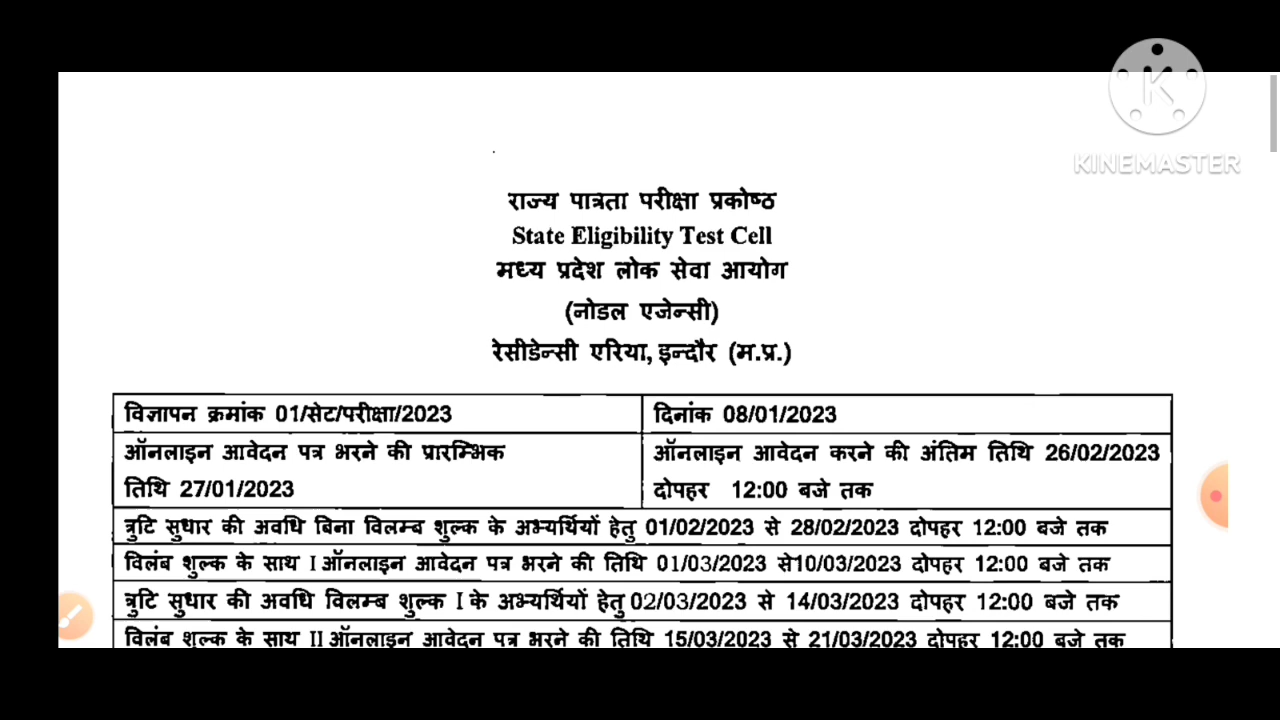 KINEMASTER
राज्य पात्रता परीक्षा प्रकोष्ठ
State Eligibility Test Cell
मध्य प्रदेश लोक सेवा आयोग
(नोडल एजेन्सी)
रेसीडेन्सी एरिया, इन्दौर (म.प्र.)
विज्ञापन क्रमांक 01/सेट/परीक्षा/2023
दिनांक 08/01/2023
ऑनलाइन आवेदन पत्र भरने की प्रारम्भिक
तिथि 27/01/2023
ऑनलाइन आवेदन करने की अंतिम तिथि 26/02/2023
दोपहर 12:00 बजे तक
त्रुटि सुधार की अवधि बिना विलम्ब शुल्क के अभ्यर्थियों हेतु 01/02/2023 से 28/02/2023 दोपहर 12:00 बजे तक
विलंब शुल्क के साथ I ऑनलाइन आवेदन पत्र भरने की तिथि 01/03/2023 से10/03/2023 दोपहर 12:00 बजे तक
त्रुटि सुधार की अवधि विलम्ब शुल्क I के अभ्यर्थियों हेतु 02/03/2023 से 14/03/2023 दोपहर 12:00 बजे तक
विलंब शुल्क के साथ II ऑनलाइन आवेदन पत्र भरने की तिथि 15/03/2023 से 21/03/2023 दोपहर 12:00 बजे तक